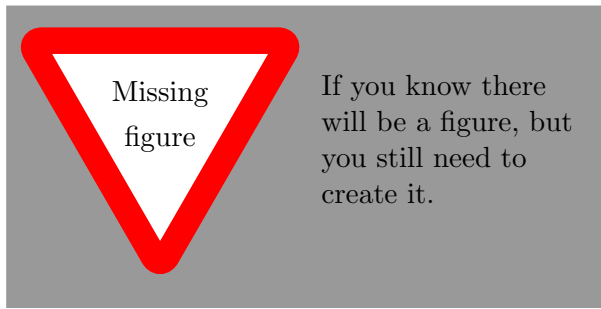 Missing
figure
If you know there
will be a figure, but
you still need to
create it.